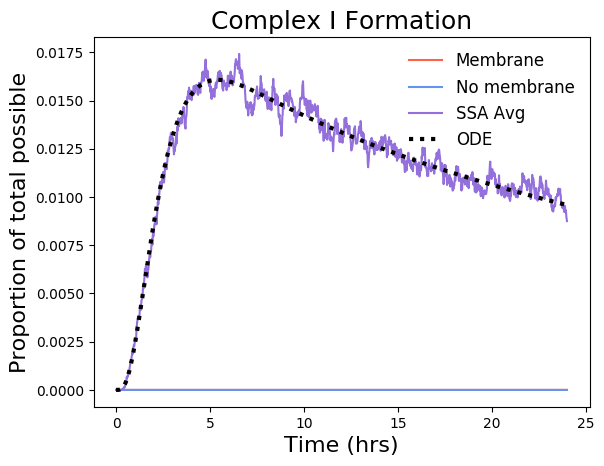 Complex I Formation
Proportion of total possible
0.0175
0.0150
0.0125
0.0100
0.0075
0.0050
0.0025
0.0000
Membrane
No membrane
SSA Avg
ODE
0 5 10 15 20 25
Time (hrs)